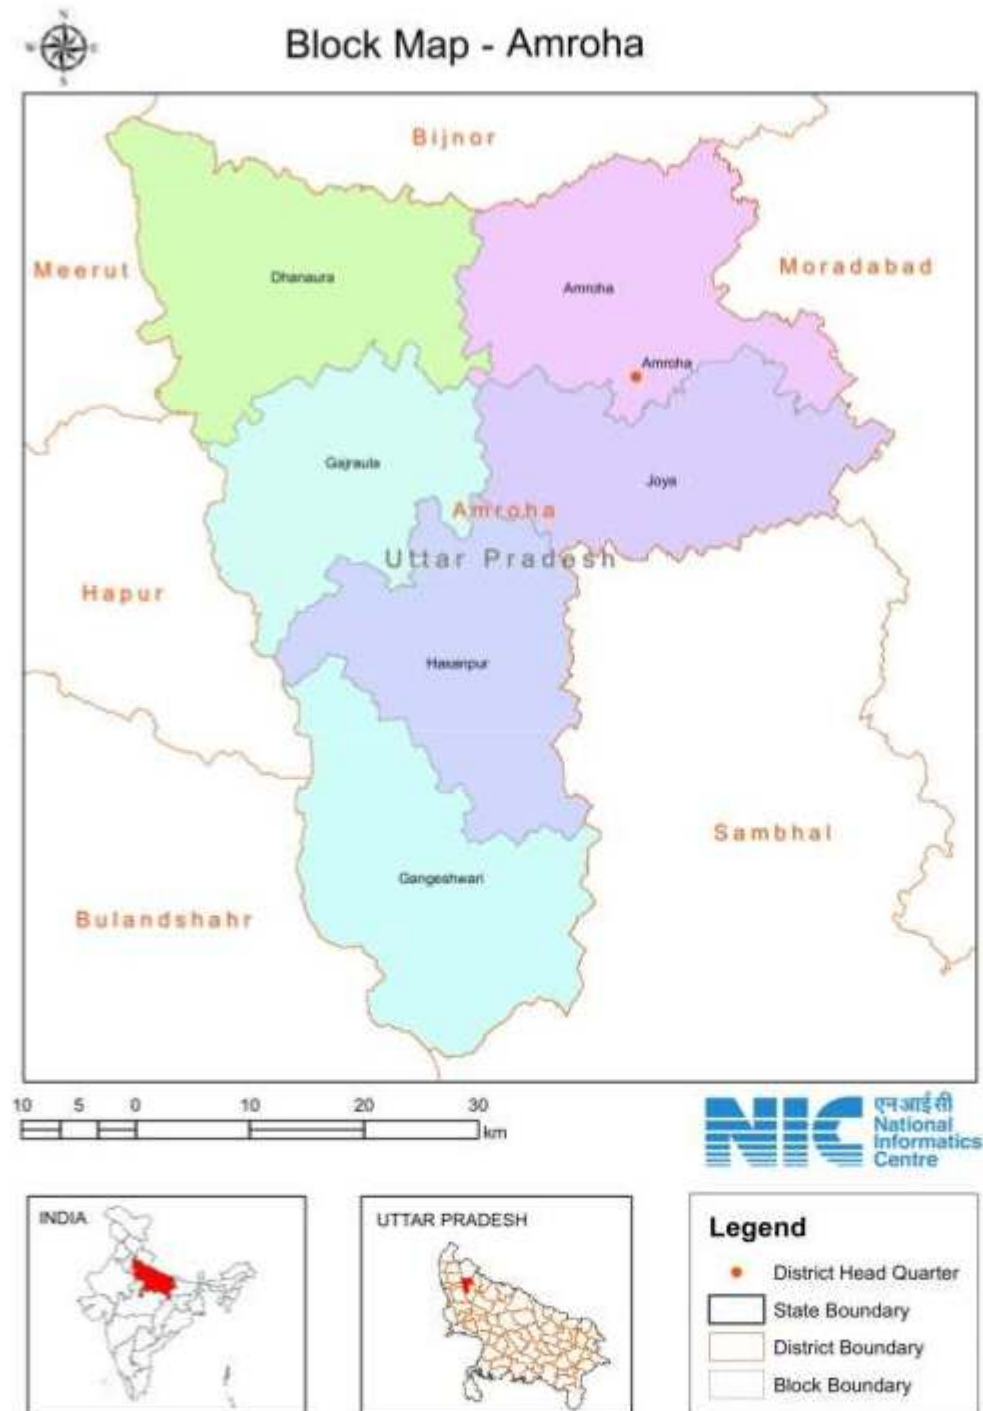 Block Map - Amroha
N
W E
S
Bijnor
Meerut
Moradabad
Dhanaura
Amroha
Amroha
Gajraula
Joya
Amroha
Uttar Pradesh
Hapur
Hasanpur
Sambhal
Gangeshwari
Bulandshahr
10 5 0 10 20 30
km
NIC
एनआईसी
National
Informatics
Centre
INDIA
UTTAR PRADESH
Legend
District Head Quarter
State Boundary
District Boundary
Block Boundary